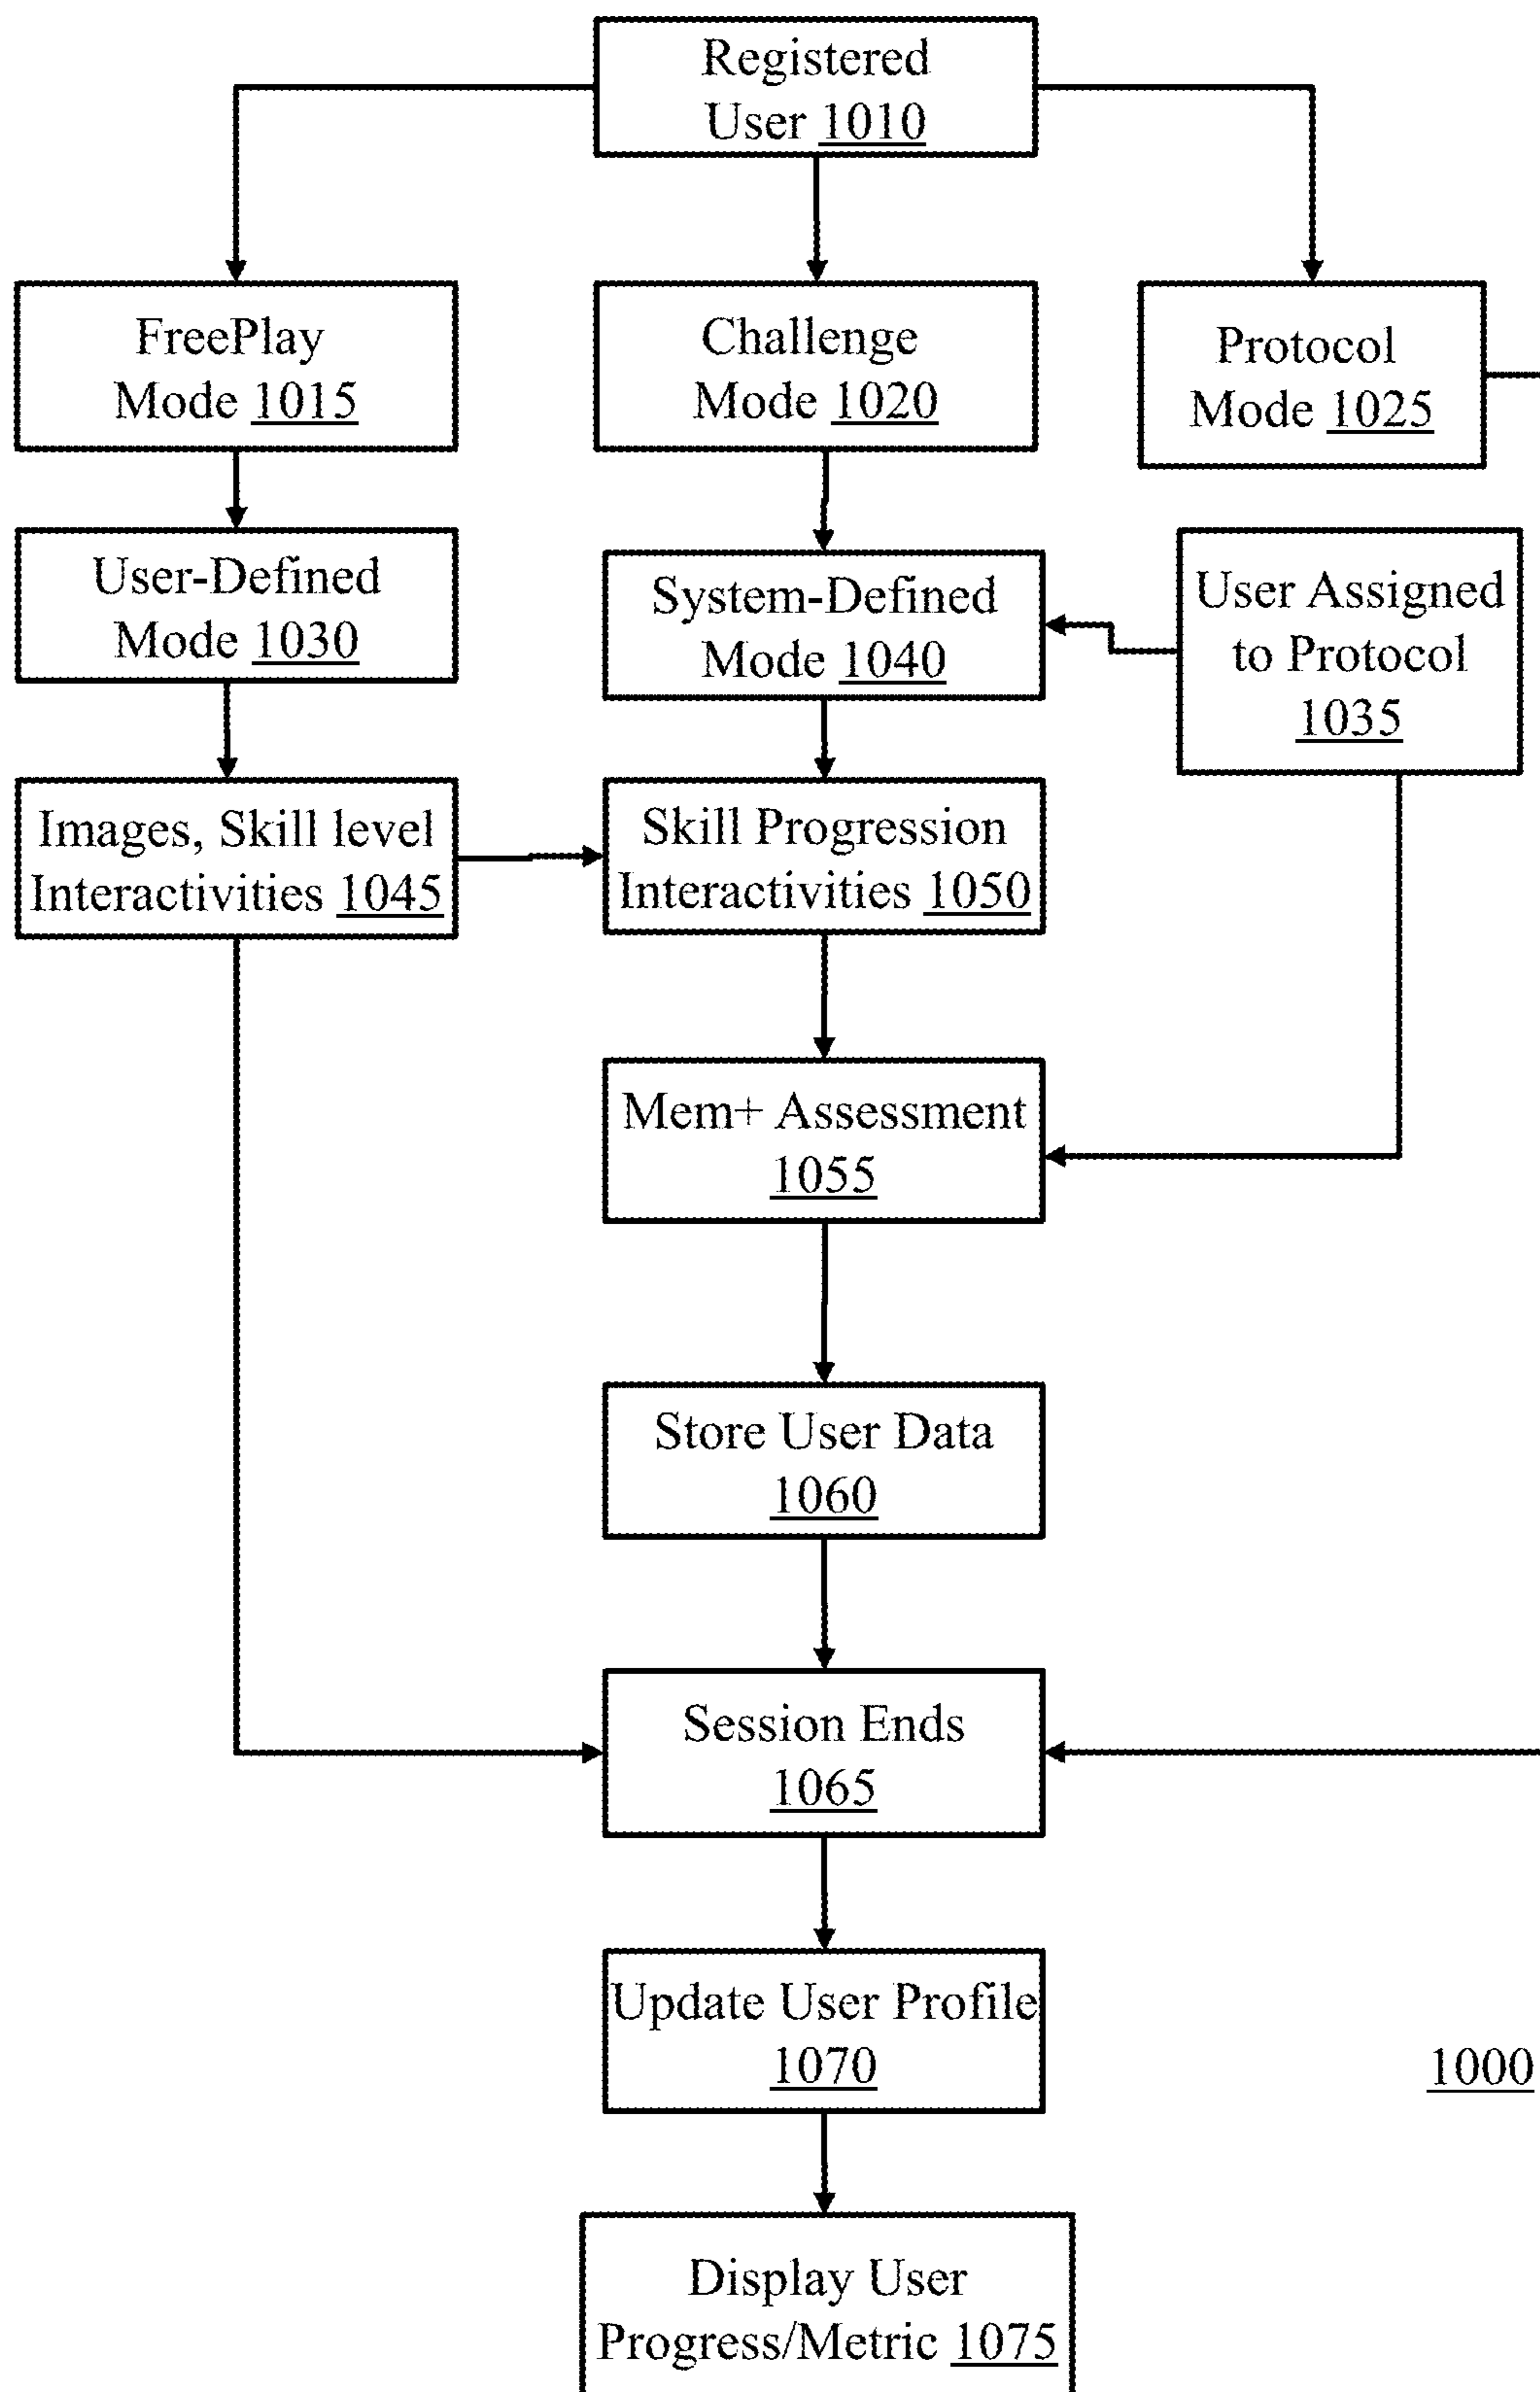 Registered
User 1010
FreePlay
Mode 1015
Challenge
Mode 1020
Protocol
Mode 1025
User-Defined
Mode 1030
System-Defined
Mode 1040
User Assigned
to Protocol
1035
Images, Skill level
Interactivities 1045
Skill Progression
Interactivities 1050
Mem+ Assessment
1055
Store User Data
1060
Session Ends
1065
Update User Profile
1070
1000
Display User
Progress/Metric 1075